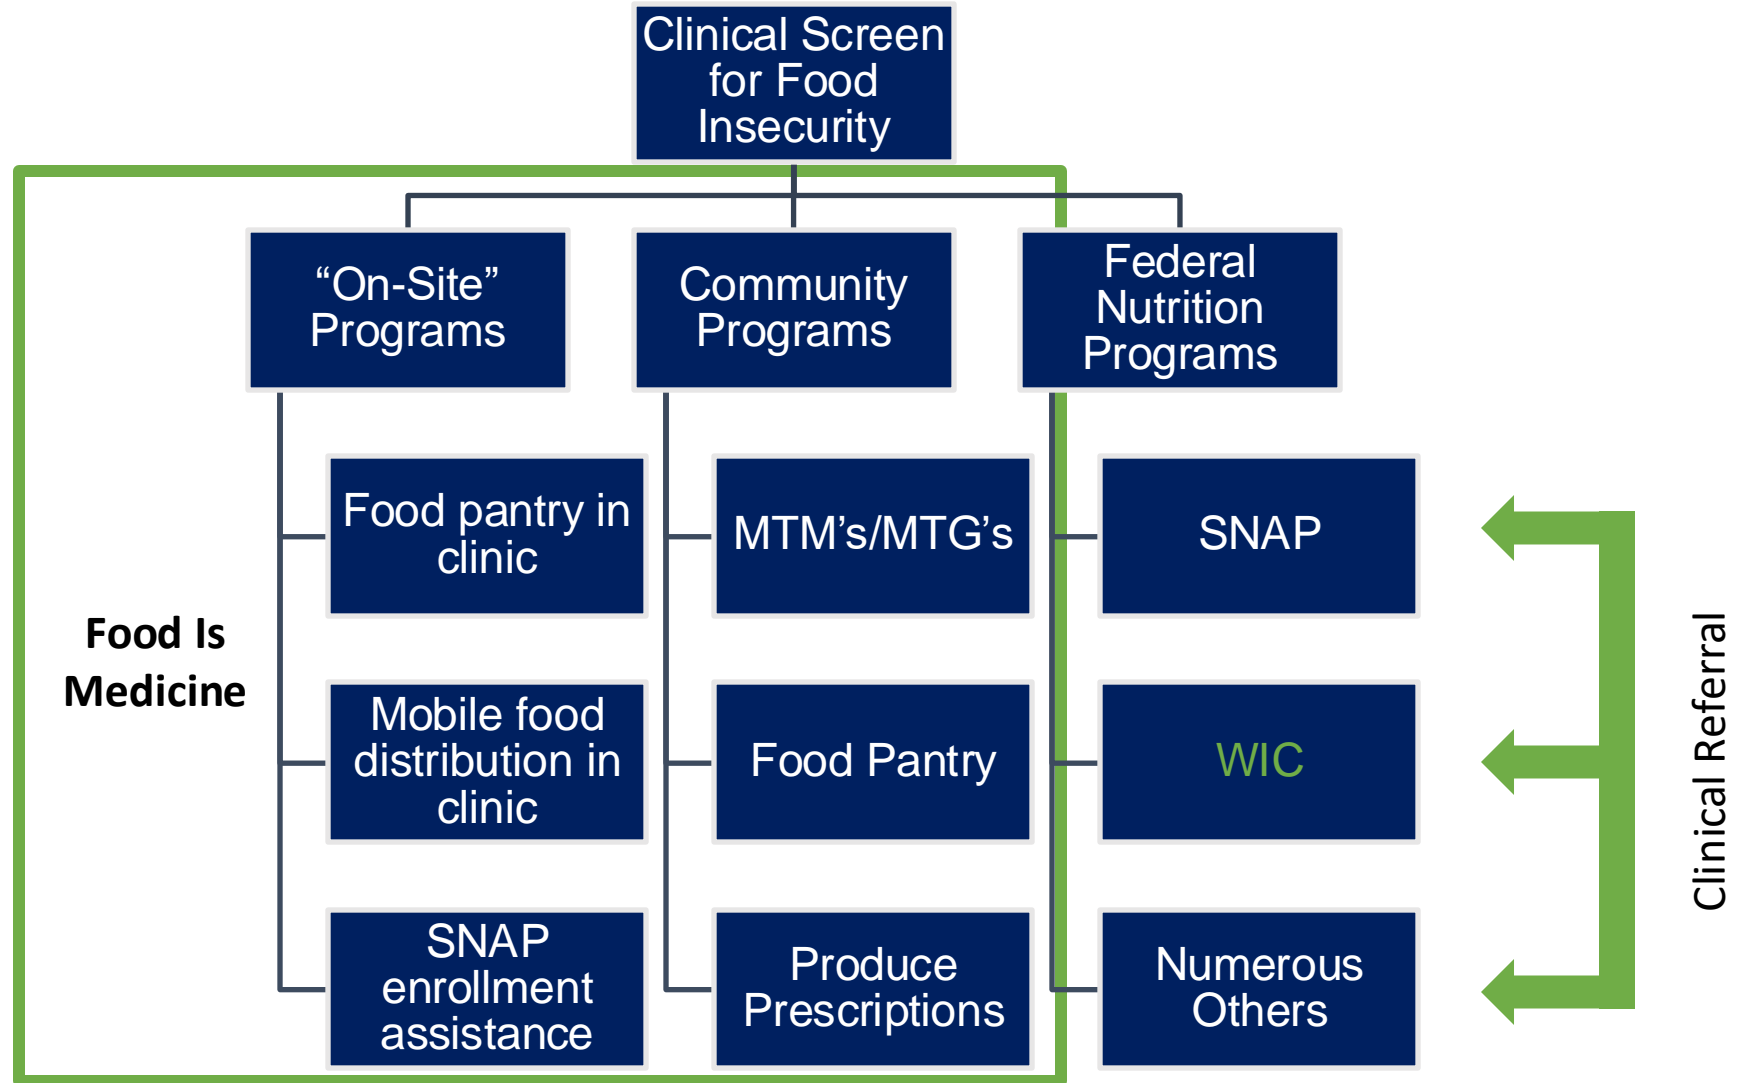 Clinical Screen
for Food
Insecurity
“On-Site”
Programs
Community
Programs
Federal
Nutrition
Programs
Food pantry in
clinic
MTM’s/MTG’s
SNAP
Food Is
Medicine
Mobile food
distribution in
clinic
Food Pantry
WIC
SNAP
enrollment
assistance
Produce
Prescriptions
Numerous
Others
Clinical Referral